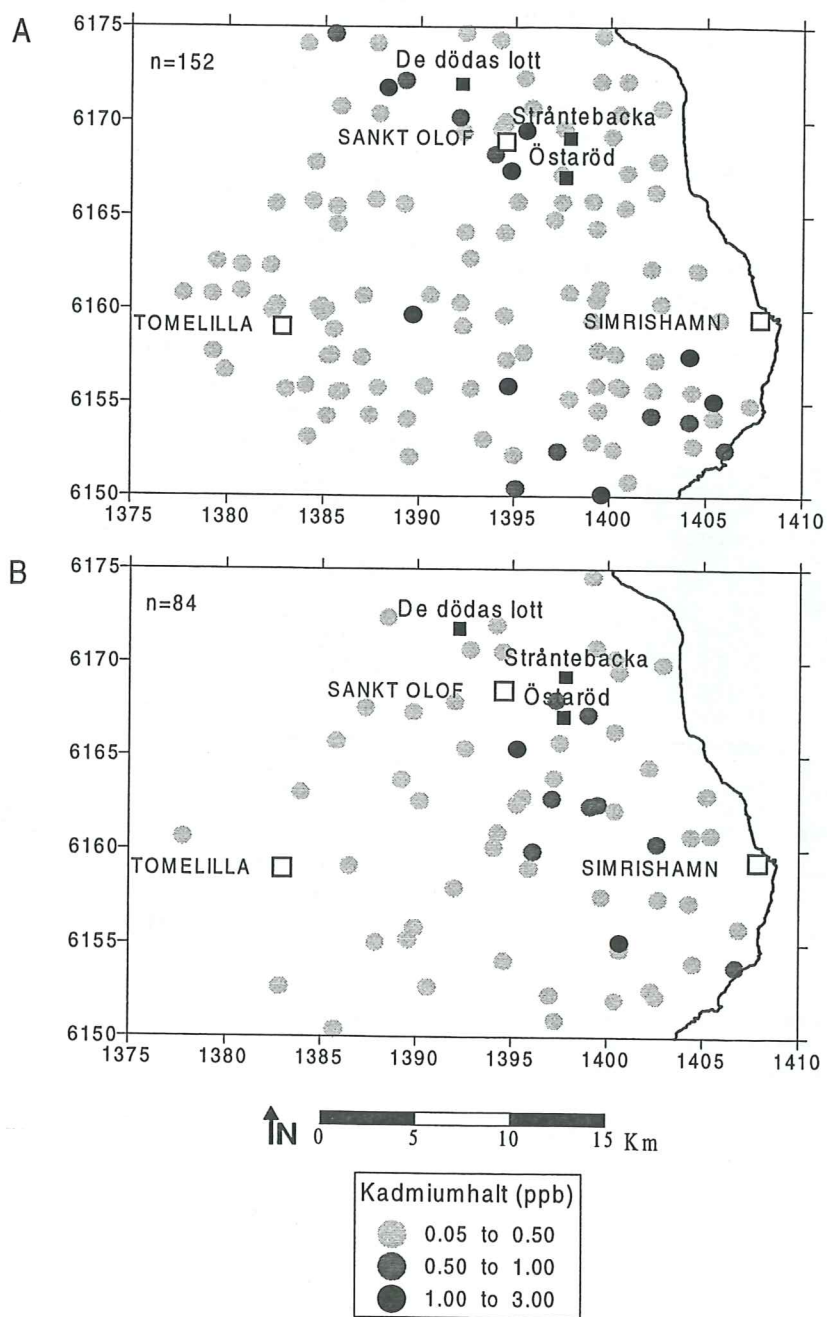 A
6175
n=152
De dödas lott
6170
Stråntebacka
SANKT OLOF
Östaröd
6165
6160
TOMELILLA
SIMRISHAMN
6155
6150
1375 1380 1385 1390 1395 1400 1405 1410
B
6175
n=84
De dödas lott
6170
Stråntebacka
SANKT OLOF
Östaröd
6165
6160
TOMELILLA
SIMRISHAMN
6155
6150
1375 1380 1385 1390 1395 1400 1405 1410
N
0 5 10 15 Km
Kadmiumhalt (ppb)
0.05 to 0.50
0.50 to 1.00
1.00 to 3.00